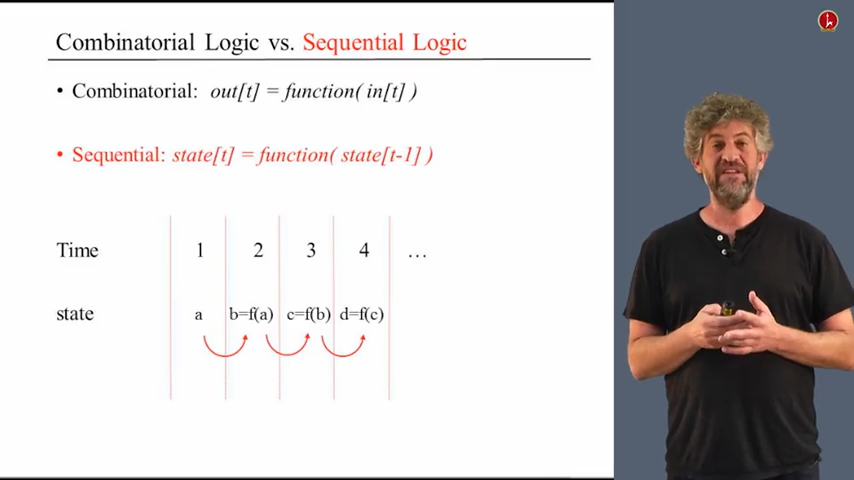 Combinatorial Logic vs. Sequential Logic
• Combinatorial: out[t] = function( in[t] )
• Sequential: state[t] = function( state[t-1] )
Time 1 2 3 4 …
state a b=f(a) c=f(b) d=f(c)